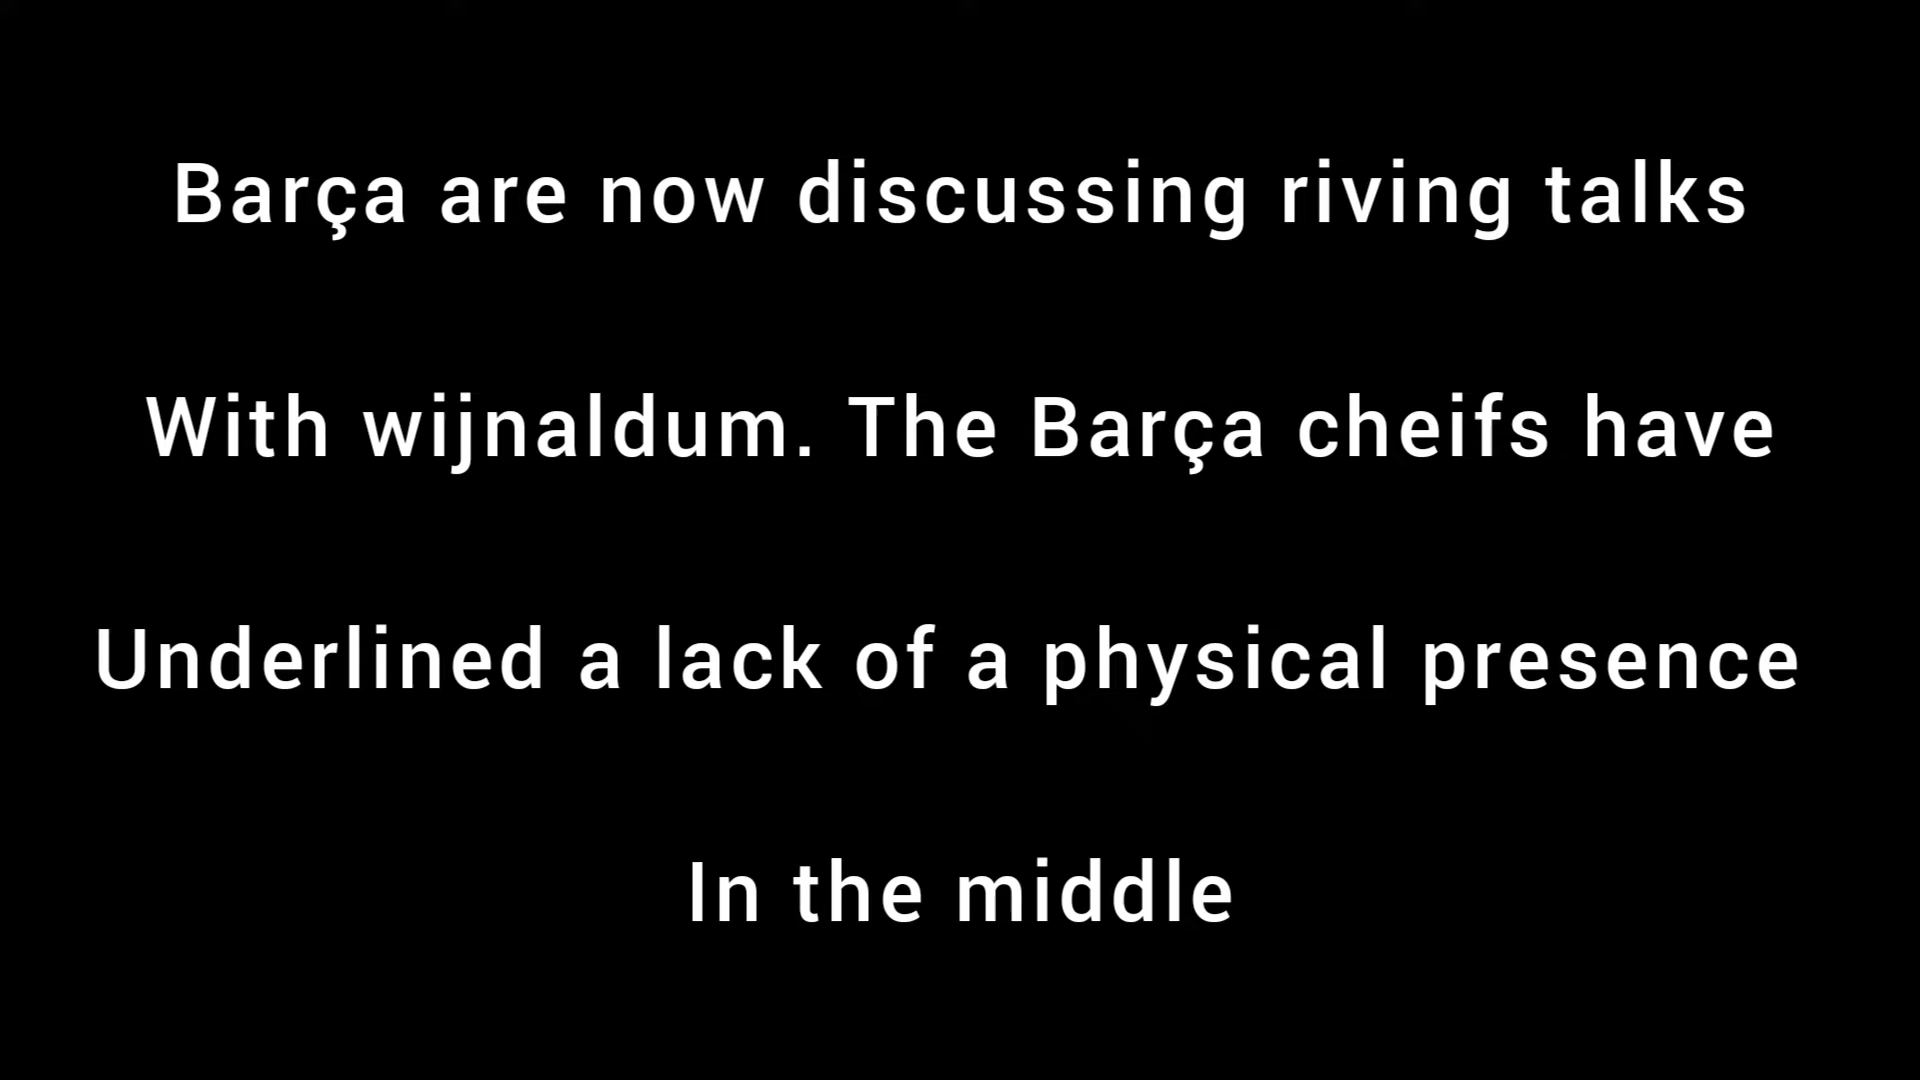 Barça are now discussing riving talks
With wijnaldum. The Barça cheifs have
Underlined a lack of a physical presence
In the middle